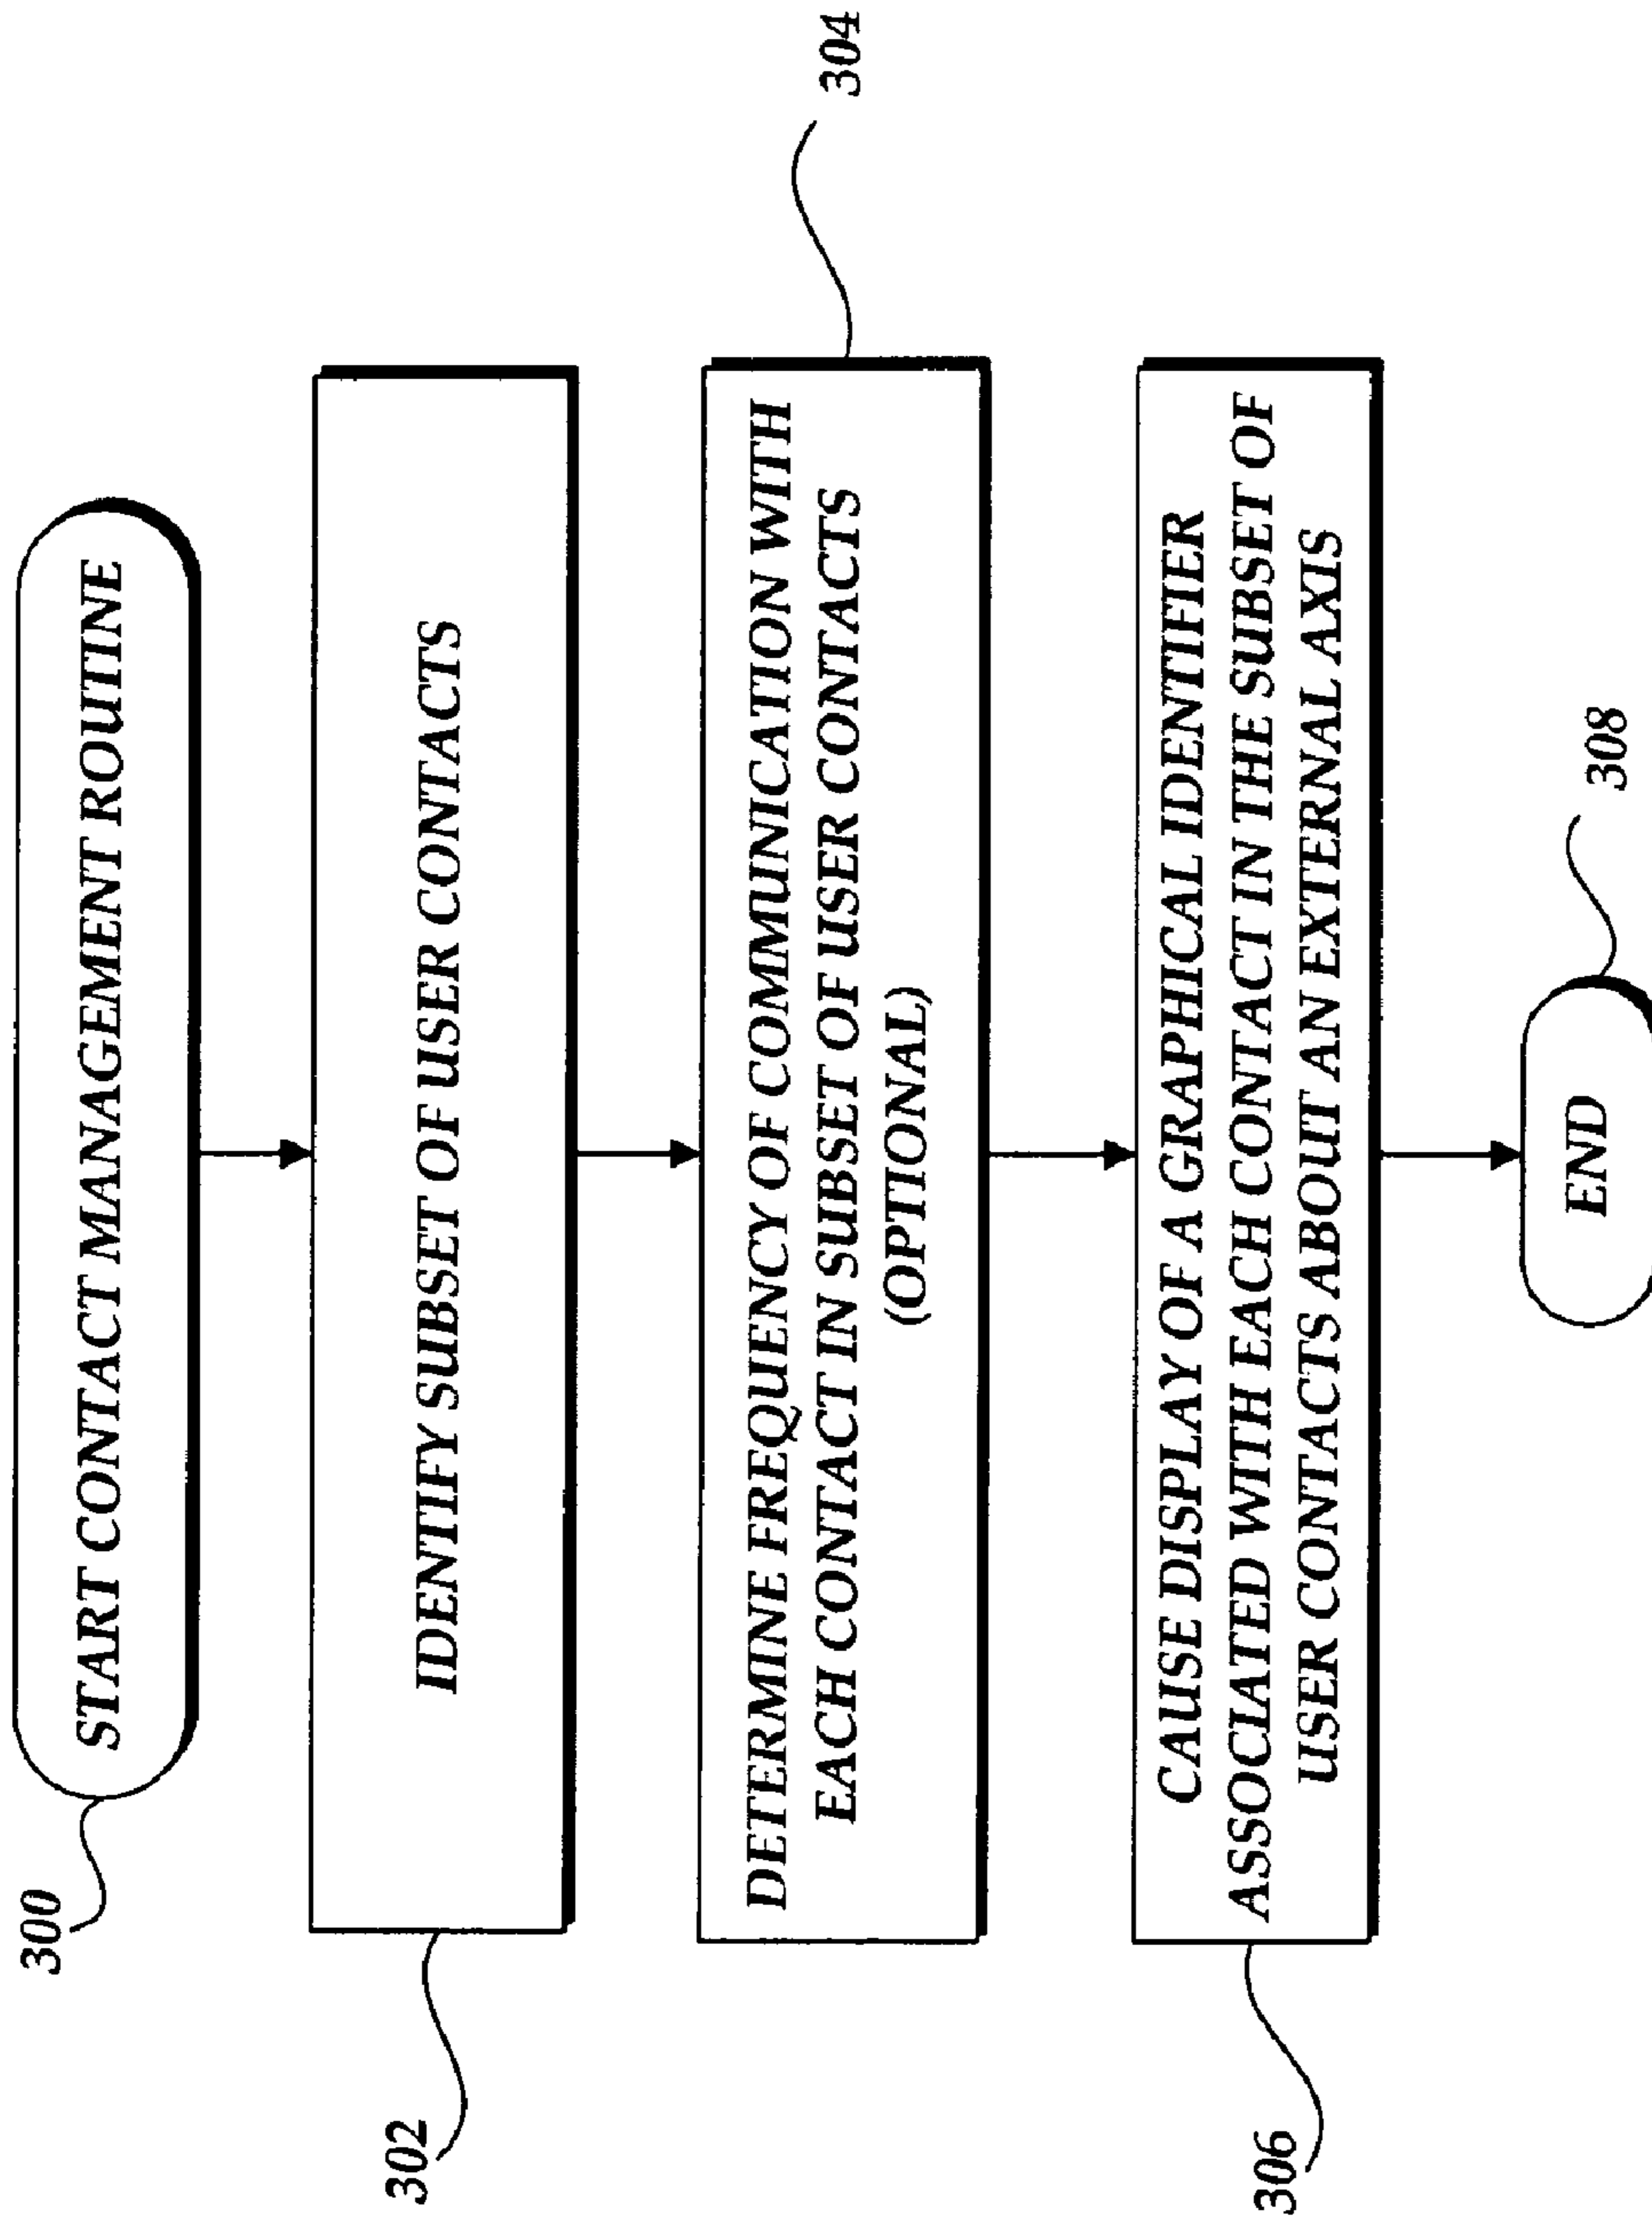 300
START CONTACT MANAGEMENT ROUTINE
302
IDENTIFY SUBSET OF USER CONTACTS
304
DETERMINE FREQUENCY OF COMMUNICATION WITH
EACH CONTACT IN SUBSET OF USER CONTACTS
(OPTIONAL)
306
CAUSE DISPLAY OF A GRAPHICAL IDENTIFIER
ASSOCIATED WITH EACH CONTACT IN THE SUBSET OF
USER CONTACTS ABOUT AN EXTERNAL AXIS
END
308